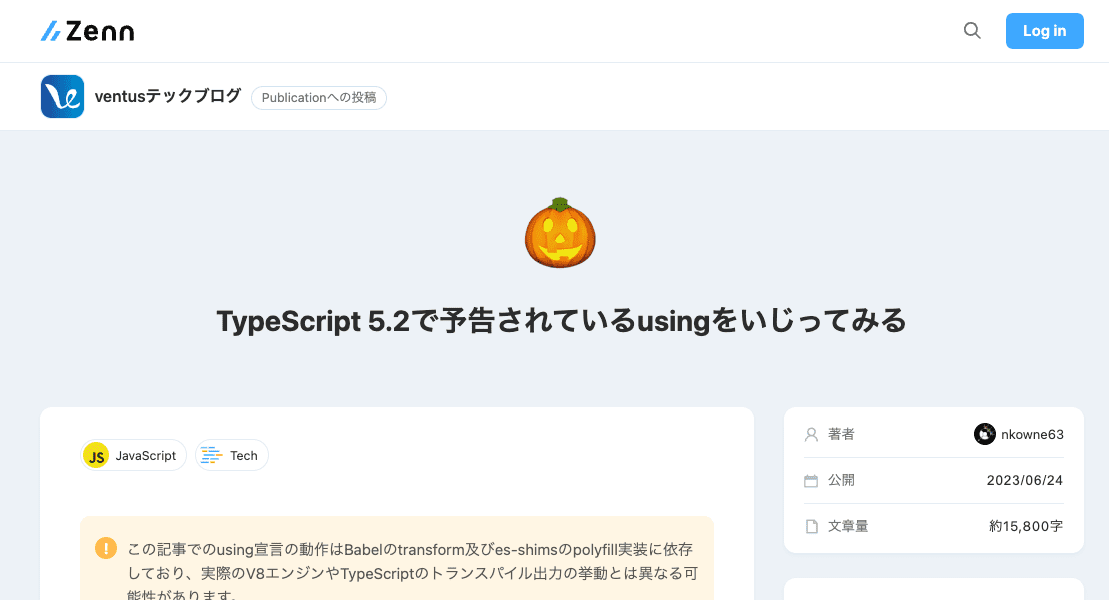 Zenn
Log in
ventusテックブログ
Publicationへの投稿
TypeScript 5.2で予告されているusingをいじってみる
JS JavaScript
Tech
この記事でのusing宣言の動作はBabelのtransform及びes-shimsのpolyfill実装に依存
しており、実際のV8エンジンやTypeScriptのトランスパイル出力の挙動とは異なる可
能性があります。
著者 nkowne63
公開 2023/06/24
文章量 約15,800字